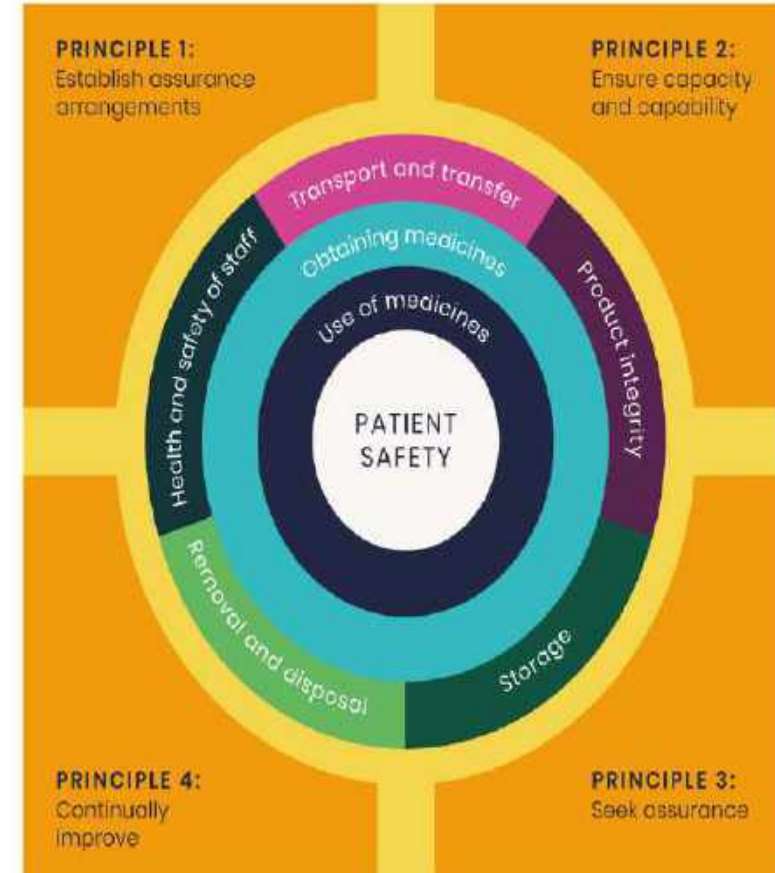 PRINCIPLE 1:
Establish assurance
arrangements
PRINCIPLE 2:
Ensure capacity
and capability
Transport and transfer
Obtaining medicines
Use of medicines
Health and safety of staff
Product integrity
PATIENT
SAFETY
Removal and disposal
Storage
PRINCIPLE 4:
Continually
improve
PRINCIPLE 3:
Seek assurance